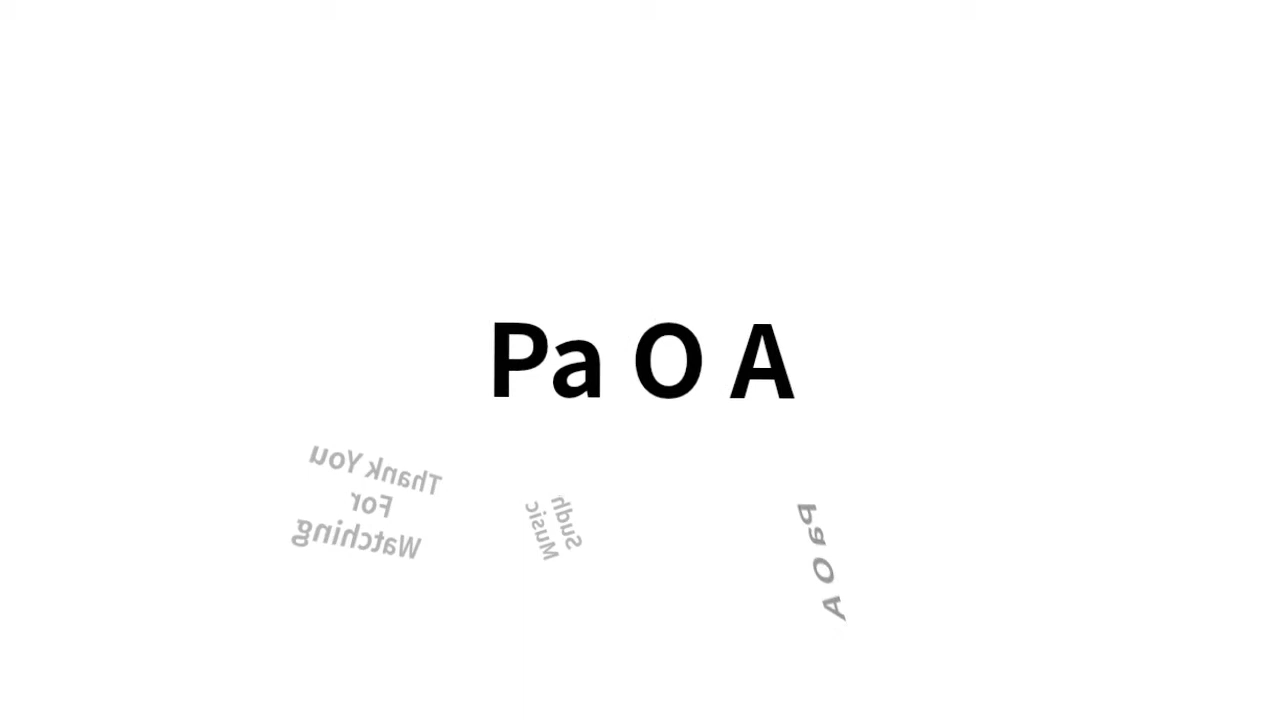 Pa O A
Thank You
For
Watching
Sudh
Music
Pa O A